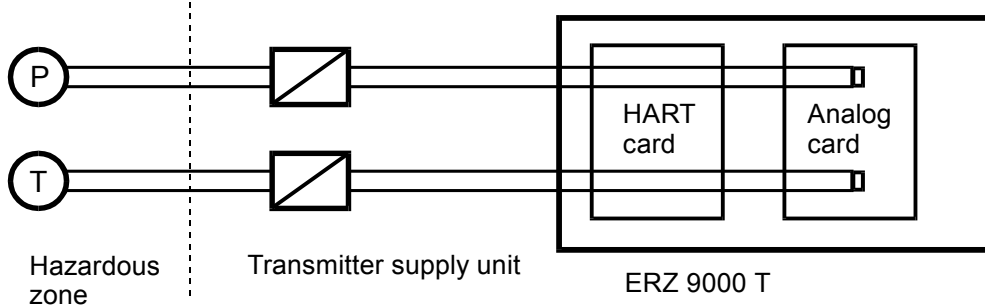 P
HART
card
Analog
card
T
Hazardous
zone
Transmitter supply unit
ERZ 9000 T